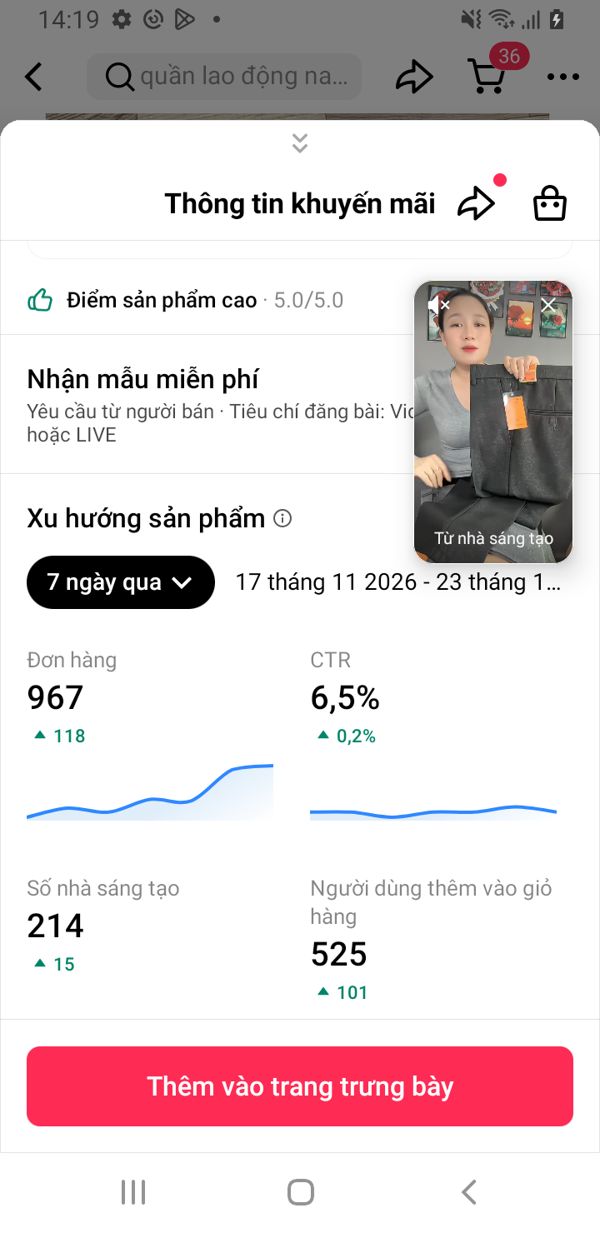 14:19
quần lao động na...
36
Thông tin khuyến mãi
Điểm sản phẩm cao · 5.0/5.0
Nhận mẫu miễn phí
Yêu cầu từ người bán · Tiêu chí đăng bài: Vid
hoặc LIVE
Từ nhà sáng tạo
Xu hướng sản phẩm
7 ngày qua
17 tháng 11 2026 - 23 tháng 1...
Đơn hàng
967
118
CTR
6,5%
0,2%
Số nhà sáng tạo
214
15
Người dùng thêm vào giỏ
hàng
525
101
Thêm vào trang trưng bày